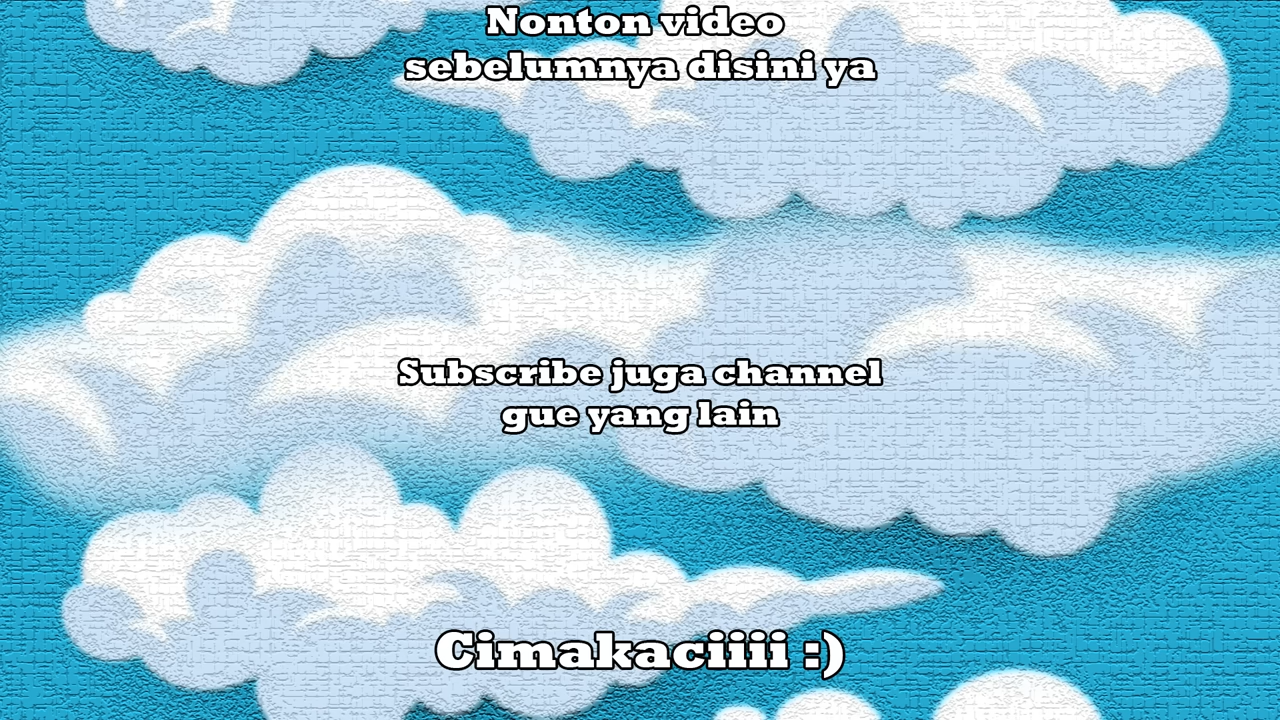 Nonton video
sebelumnya disini ya
Subscribe juga channel
gue yang lain
Cimakaciiii :)